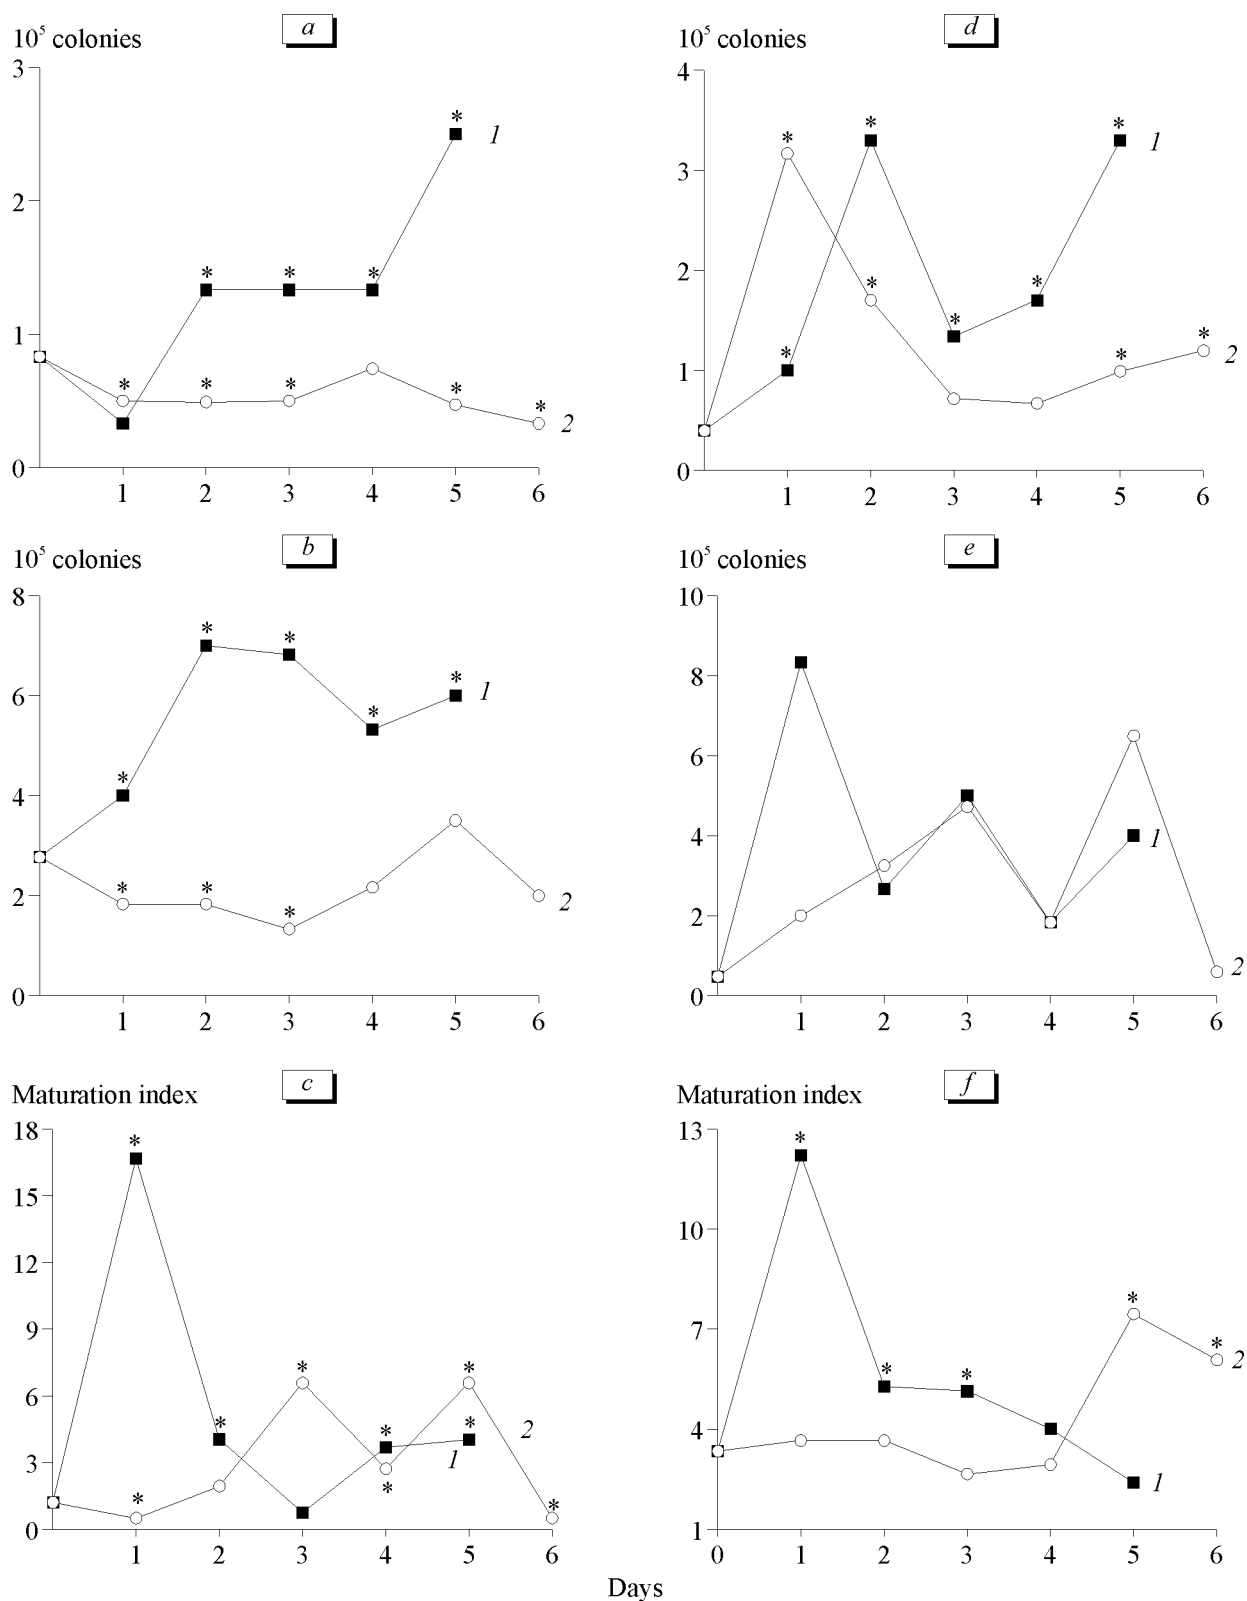 a
10⁵ colonies
3
2
1
0
* * * * *
* * * * *
1
2
1 2 3 4 5 6
d
10⁵ colonies
4
3
2
1
0
* * * * *
* * * *
1
2
1 2 3 4 5 6
b
10⁵ colonies
8
6
4
2
0
* * * * *
* * *
1
2
1 2 3 4 5 6
e
10⁵ colonies
10
8
6
4
2
0
1
2
1 2 3 4 5 6
c
Maturation index
18
15
12
9
6
3
0
* * * *
* * * * *
2
1
1 2 3 4 5 6
f
Maturation index
13
10
7
4
1
* * *
* *
2
1
0 1 2 3 4 5 6
Days